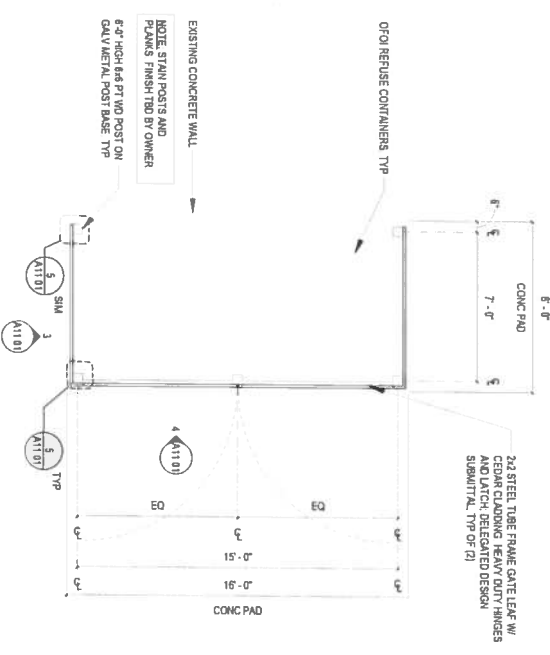 8' - 0"
CONC PAD
7' - 0"
6"
℄
℄
OFOI REFUSE CONTAINERS, TYP
2x2 STEEL TUBE FRAME GATE LEAF W/
CEDAR CLADDING HEAVY DUTY HINGES
AND LATCH, DELEGATED DESIGN
SUBMITTAL, TYP OF (2)
EXISTING CONCRETE WALL
NOTE: STAIN POSTS AND
PLANKS FINISH TBD BY OWNER
6'-0" HIGH 6x6 PT WD POST ON
GALV METAL POST BASE TYP
5
A11 01
SIM
3
A11 01
5
A11 01
TYP
4
A11 01
EQ
EQ
℄
℄
℄
15' - 0"
℄
℄
16' - 0"
CONC PAD